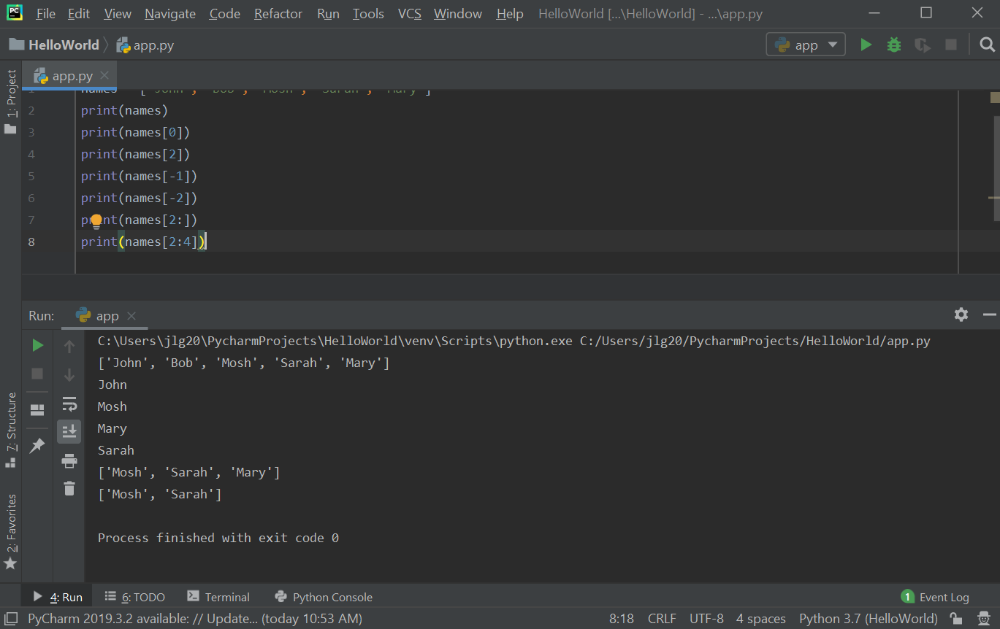 PC File Edit View Navigate Code Refactor Run Tools VCS Window Help HelloWorld [...\HelloWorld] - ...\app.py
HelloWorld app.py app
app.py
1: Project
1 names ['John', 'Bob', 'Mosh', 'Sarah', 'Mary']
2 print(names)
3 print(names[0])
4 print(names[2])
5 print(names[-1])
6 print(names[-2])
7 print(names[2:])
8 print(names[2:4])
Run: app
C:\Users\jlg20\PycharmProjects\HelloWorld\venv\Scripts\python.exe C:/Users/jlg20/PycharmProjects/HelloWorld/app.py
['John', 'Bob', 'Mosh', 'Sarah', 'Mary']
John
Mosh
Mary
Sarah
['Mosh', 'Sarah', 'Mary']
['Mosh', 'Sarah']
Process finished with exit code 0
7: Structure
2: Favorites
4: Run 6: TODO Terminal Python Console 1 Event Log
PyCharm 2019.3.2 available: // Update... (today 10:53 AM) 8:18 CRLF UTF-8 4 spaces Python 3.7 (HelloWorld)